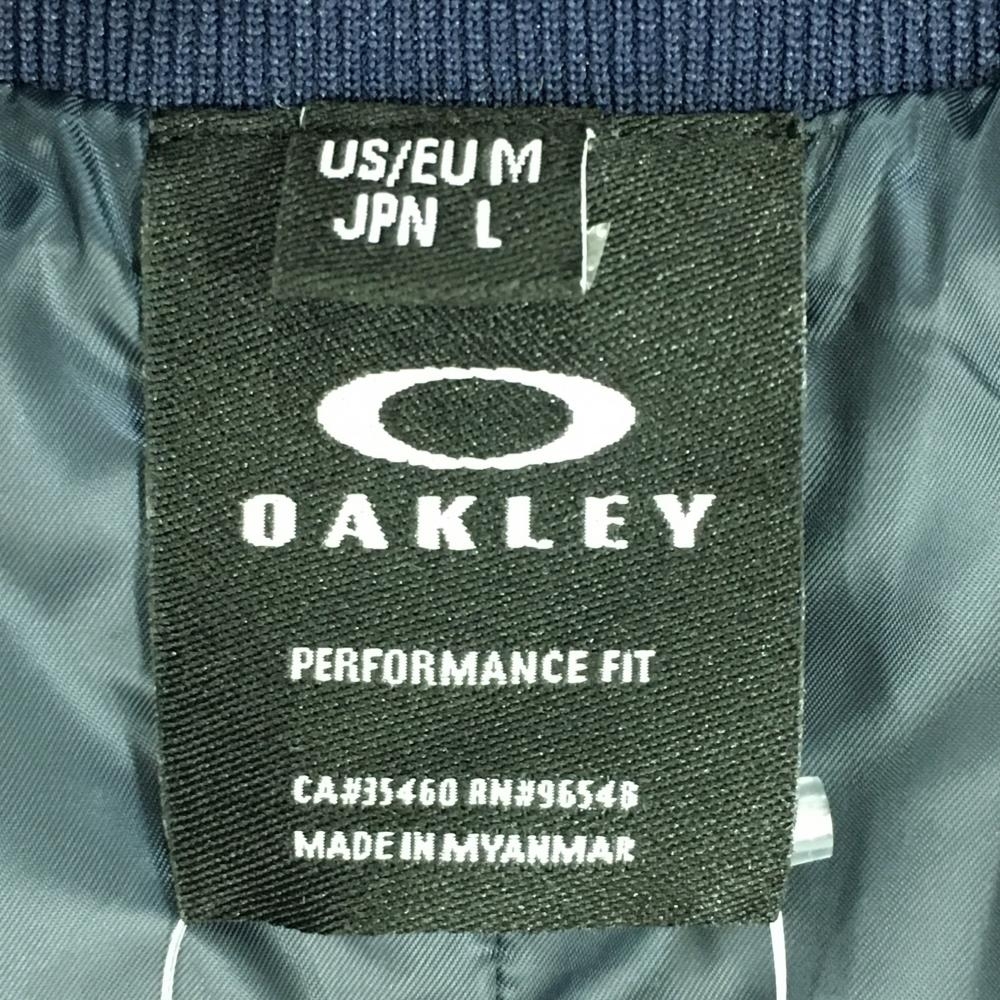 US/EU M
JPN L
OAKLEY
PERFORMANCE FIT
CA#35460 RN#96548
MADE IN MYANMAR